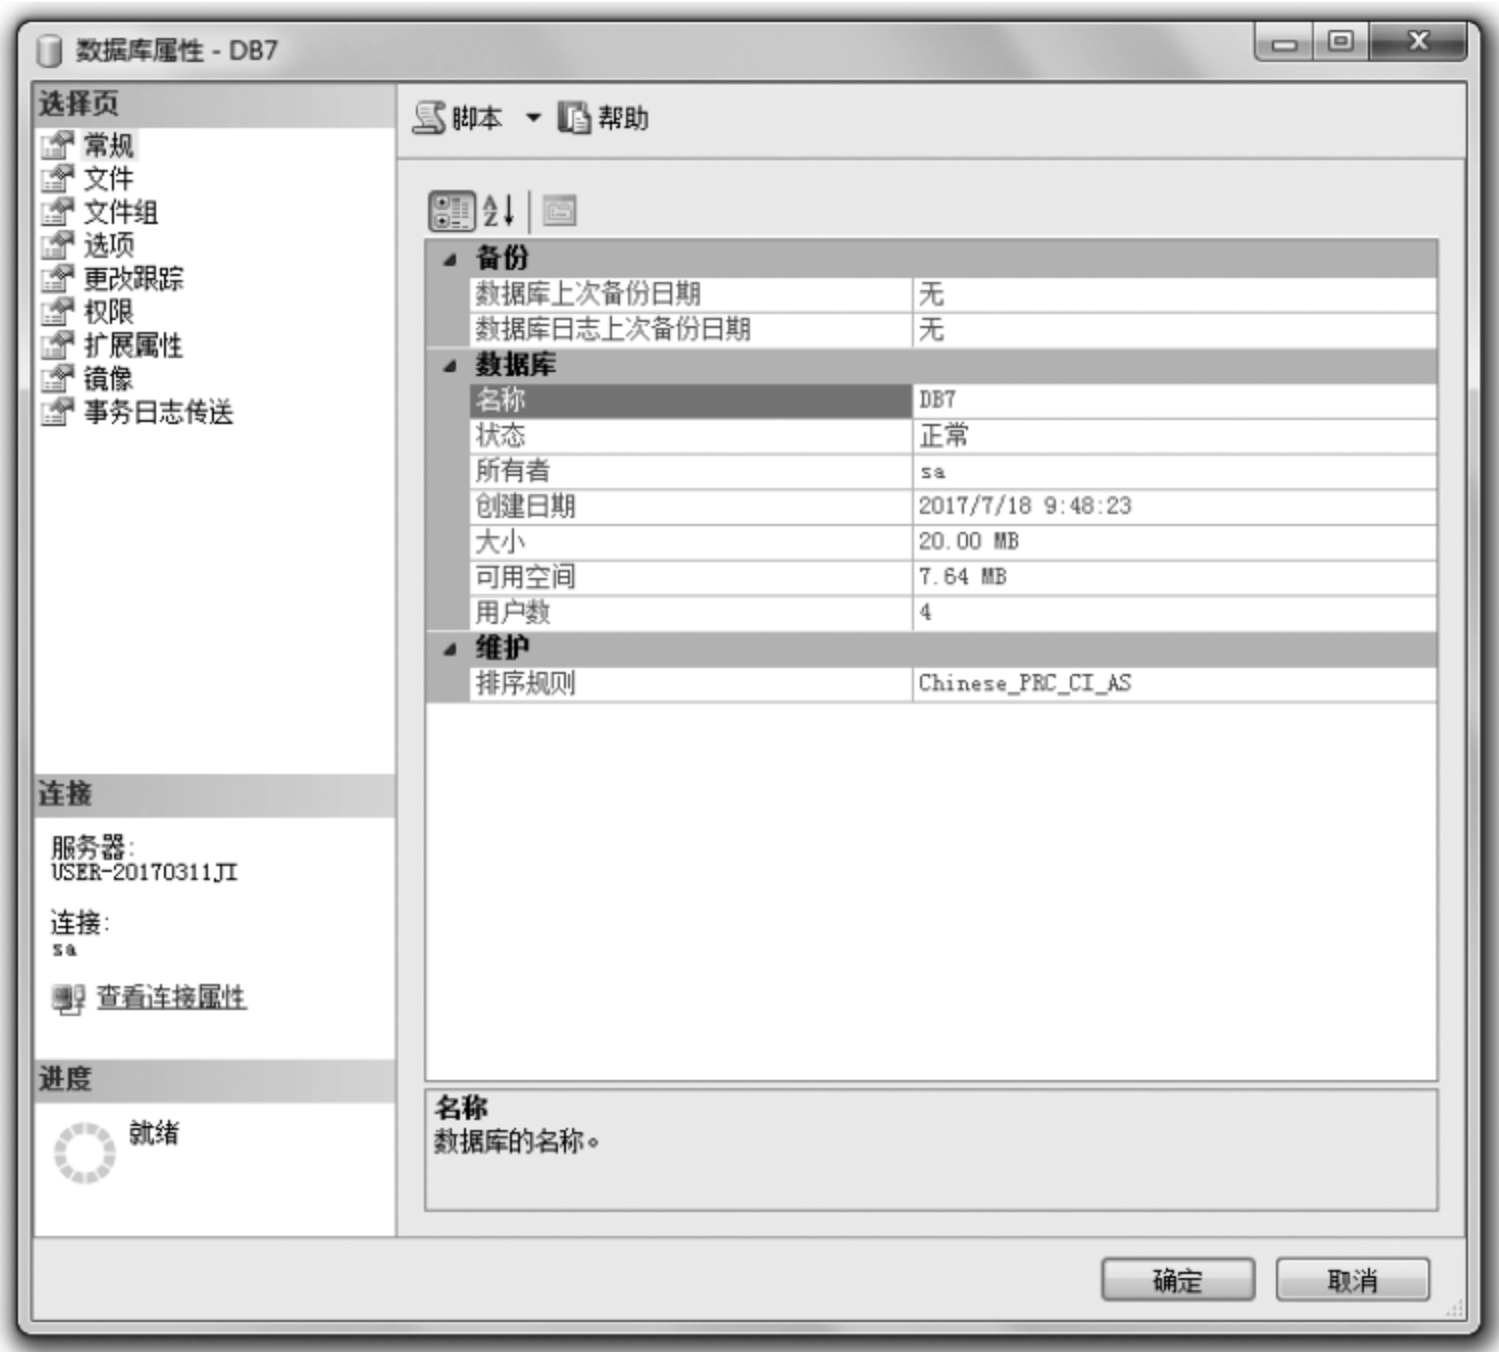 数据库属性 - DB7
选择页
常规
文件
文件组
选项
更改跟踪
权限
扩展属性
镜像
事务日志传送
连接
服务器:
USER-20170311JI
连接:
sa
查看连接属性
进度
就绪
脚本 帮助
备份
数据库上次备份日期 无
数据库日志上次备份日期 无
数据库
名称 DB7
状态 正常
所有者 sa
创建日期 2017/7/18 9:48:23
大小 20.00 MB
可用空间 7.64 MB
用户数 4
维护
排序规则 Chinese_PRC_CI_AS
名称
数据库的名称。
确定 取消